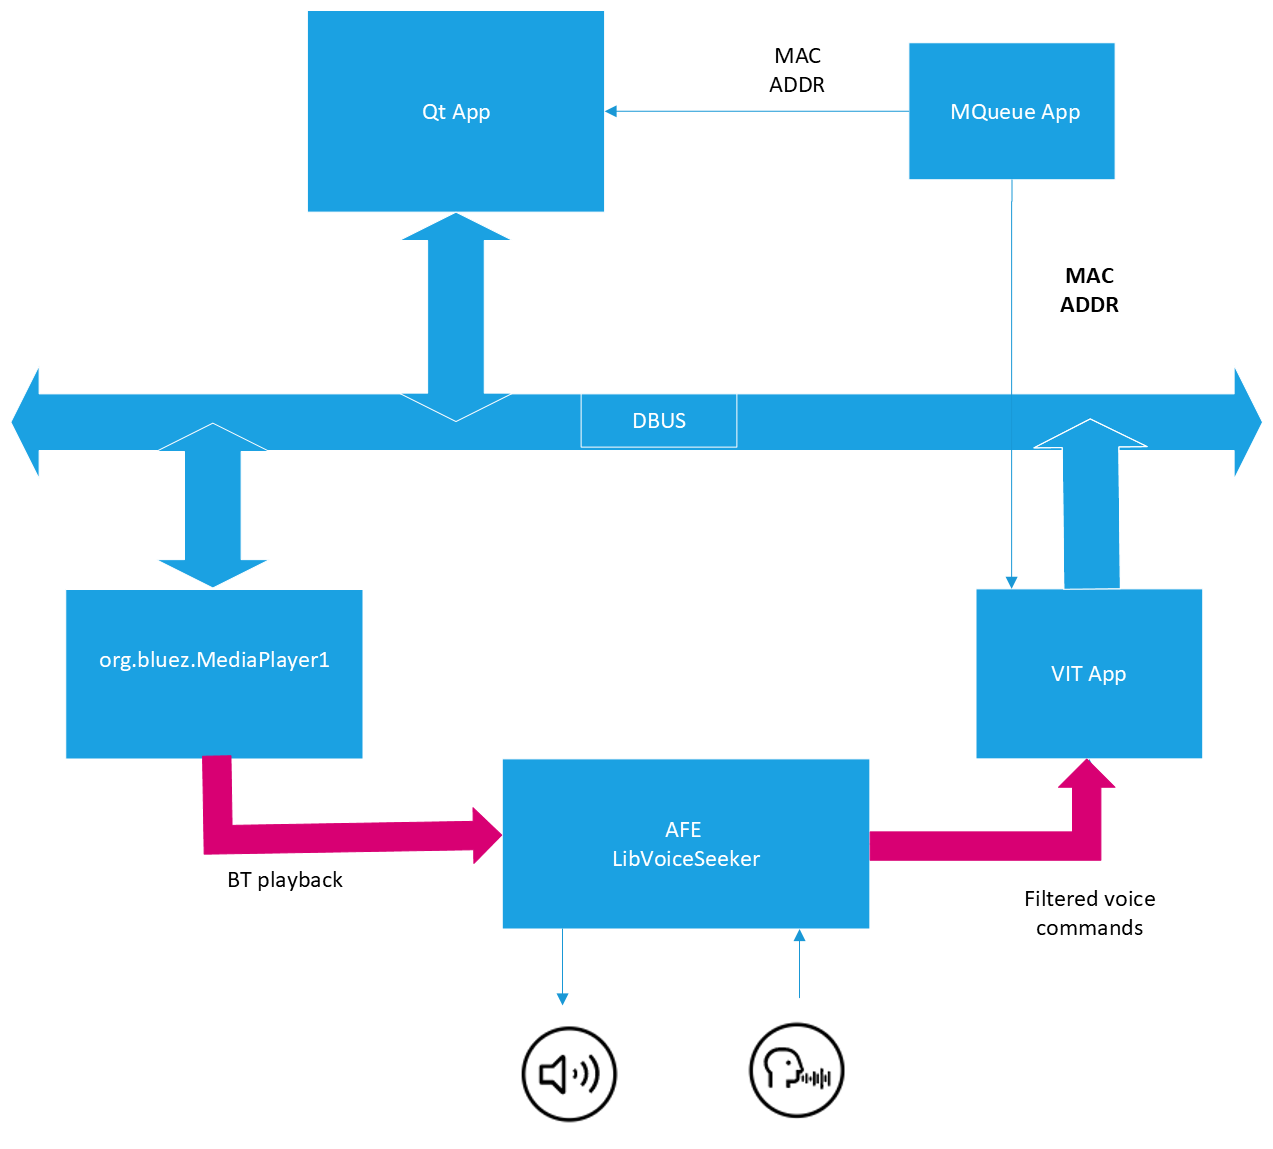 MAC
ADDR
Qt App
MQueue App
MAC
ADDR
DBUS
org.bluez.MediaPlayer1
VIT App
AFE
LibVoiceSeeker
BT playback
Filtered voice
commands